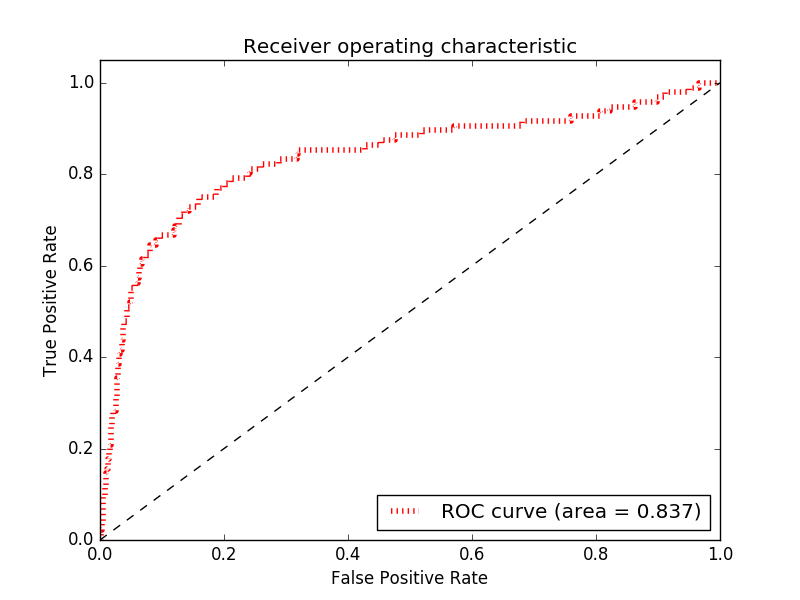 Receiver operating characteristic
1.0
0.8
0.6
0.4
0.2
0.0
True Positive Rate
ROC curve (area = 0.837)
0.0 0.2 0.4 0.6 0.8 1.0
False Positive Rate